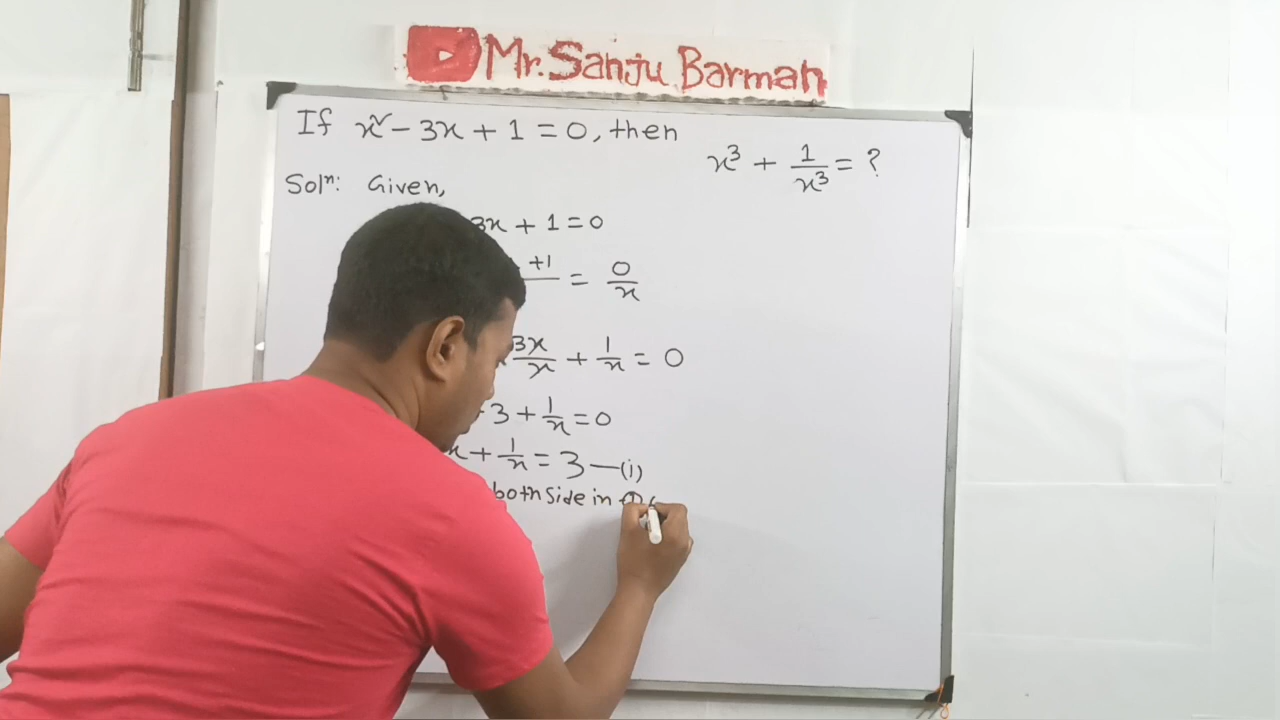 Mr. Sanju Barman
If x² - 3x + 1 = 0, then
x³ + 1/x³ = ?
Solⁿ: Given,
3x + 1 = 0
+1 = 0/x
3x/x + 1/x = 0
3 + 1/x = 0
x + 1/x = 3 — (i)
both side in